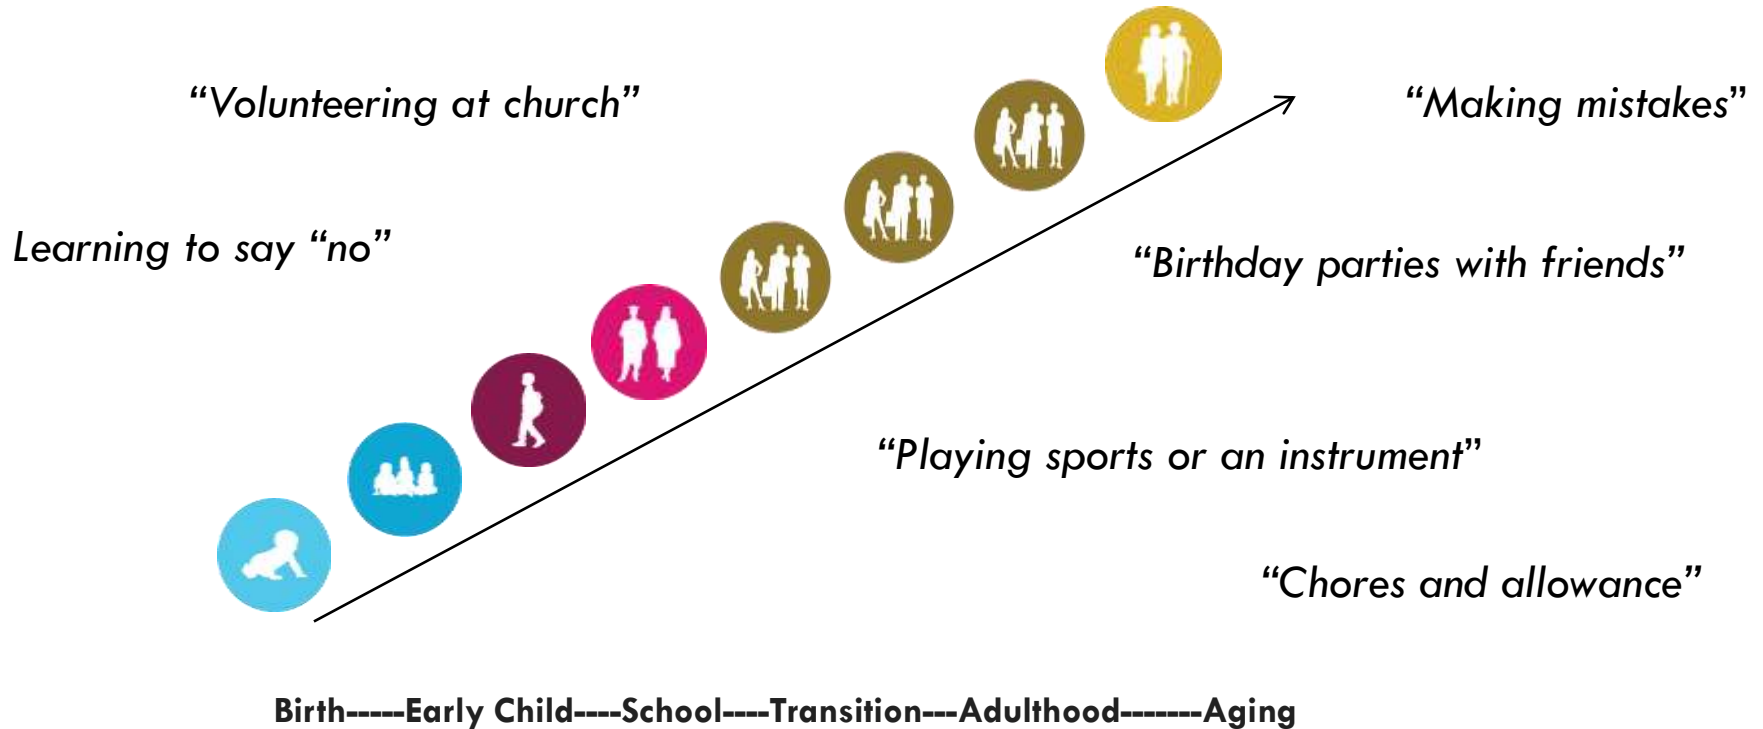 “Volunteering at church”
“Making mistakes”
Learning to say “no”
“Birthday parties with friends”
“Playing sports or an instrument”
“Chores and allowance”
Birth-----Early Child----School----Transition---Adulthood-------Aging